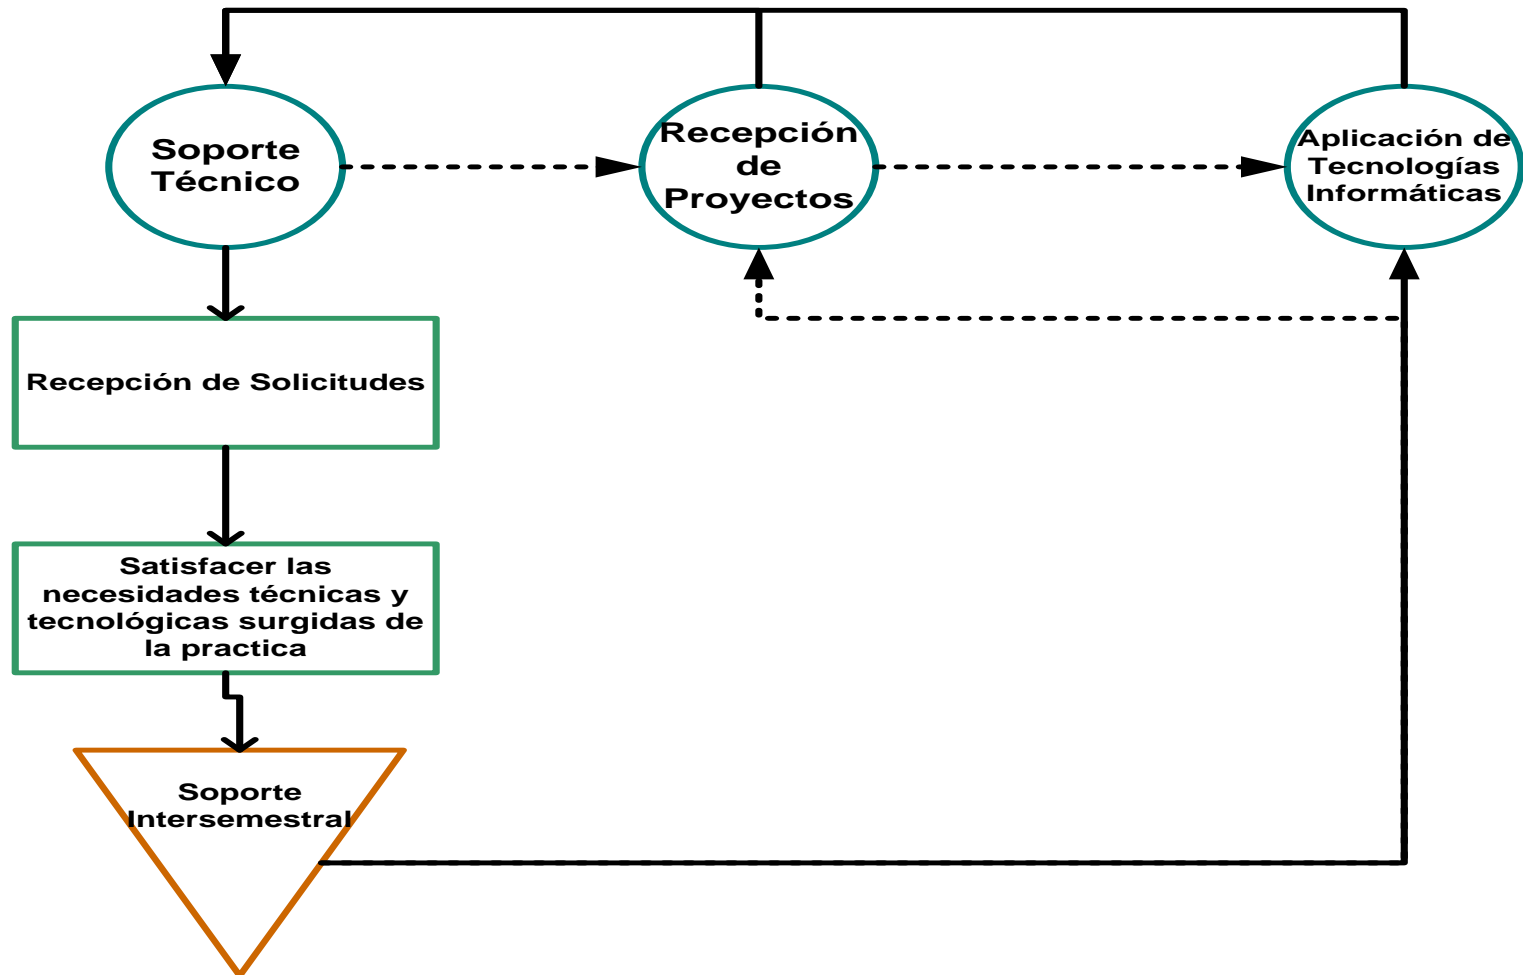 Soporte
Técnico
Recepción
de
Proyectos
Aplicación de
Tecnologías
Informáticas
Recepción de Solicitudes
Satisfacer las
necesidades técnicas y
tecnológicas surgidas de
la practica
Soporte
Intersemestral